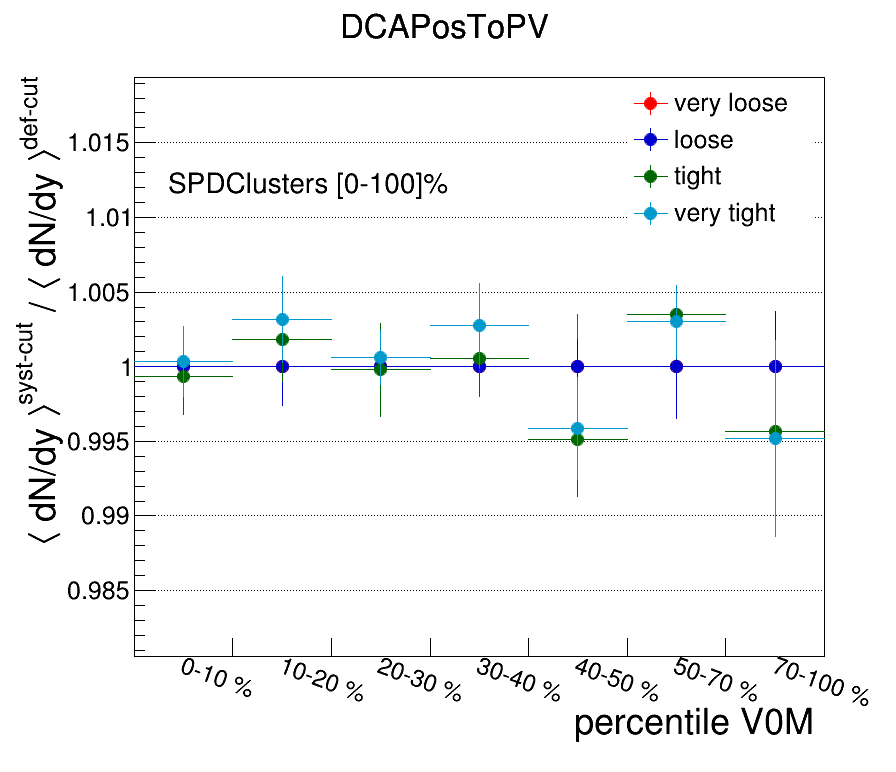 DCAPosToPV
⟨ dN/dy ⟩^syst-cut / ⟨ dN/dy ⟩^def-cut
very loose
loose
tight
very tight
SPDClusters [0-100]%
1.015
1.01
1.005
1
0.995
0.99
0.985
0-10 % 10-20 % 20-30 % 30-40 % 40-50 % 50-70 % 70-100 %
percentile V0M